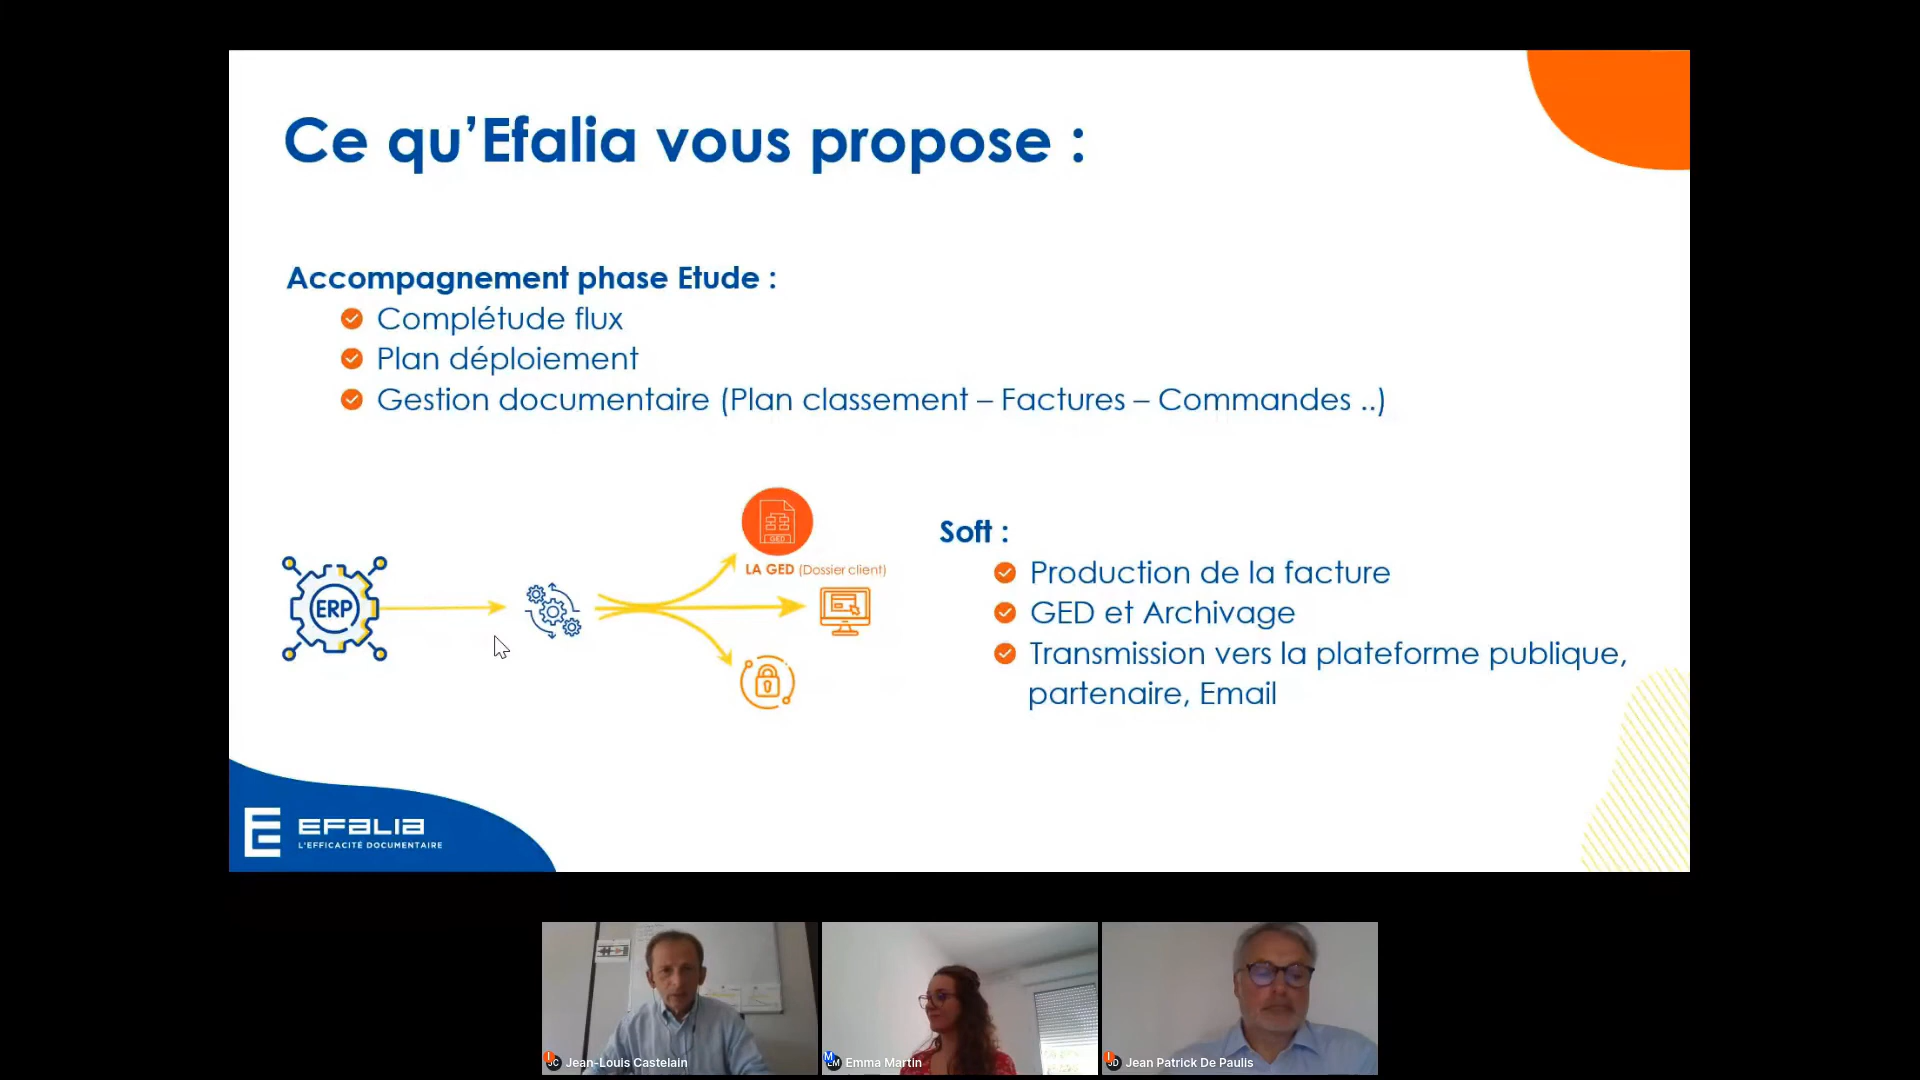 Ce qu’Efalia vous propose :
Accompagnement phase Etude :
Complétude flux
Plan déploiement
Gestion documentaire (Plan classement – Factures – Commandes ..)
GED
LA GED (Dossier client)
ERP
Soft :
Production de la facture
GED et Archivage
Transmission vers la plateforme publique,
partenaire, Email
EFALIA
L'EFFICACITÉ DOCUMENTAIRE
Jean-Louis Castelain
Emma Martin
Jean Patrick De Paulis